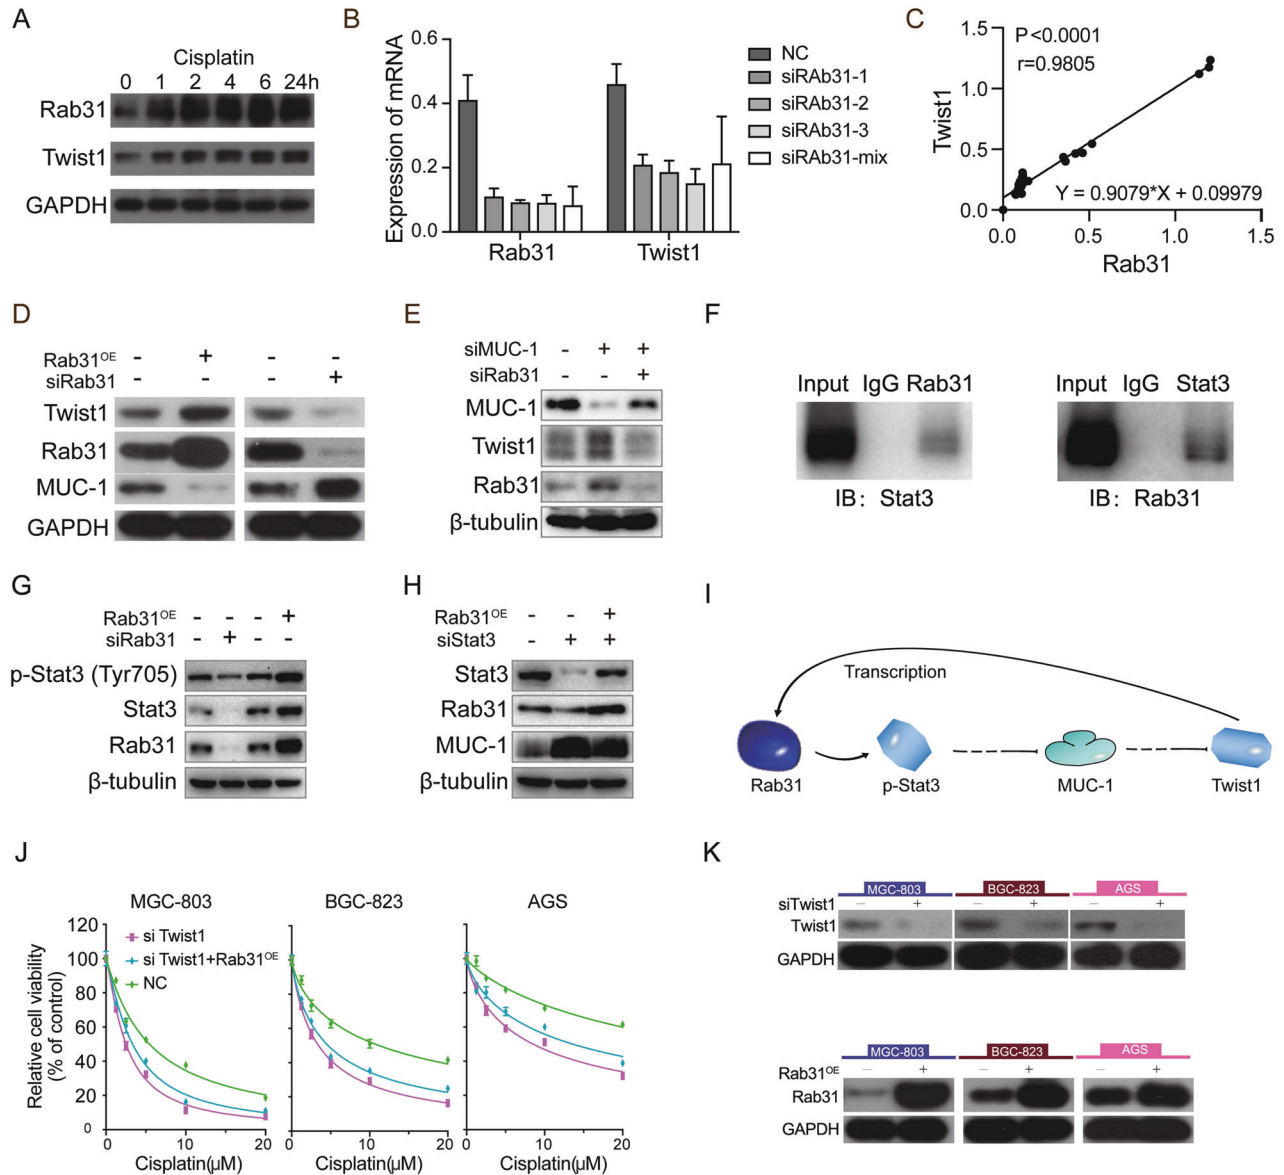 A
Cisplatin
0 1 2 4 6 24h
Rab31
Twist1
GAPDH
B
Expression of mRNA
0.6
0.4
0.2
0.0
Rab31 Twist1
NC
siRAb31-1
siRAb31-2
siRAb31-3
siRAb31-mix
C
P<0.0001
r=0.9805
Twist1
1.5
1.0
0.5
0.0
Y = 0.9079*X + 0.09979
0.0 0.5 1.0 1.5
Rab31
D
Rab31OE - + - -
siRab31 - - - +
Twist1
Rab31
MUC-1
GAPDH
E
siMUC-1 - + +
siRab31 - - +
MUC-1
Twist1
Rab31
β-tubulin
F
Input IgG Rab31
IB: Stat3
Input IgG Stat3
IB: Rab31
G
Rab31OE - - - +
siRab31 - + - -
p-Stat3 (Tyr705)
Stat3
Rab31
β-tubulin
H
Rab31OE - - +
siStat3 - + +
Stat3
Rab31
MUC-1
β-tubulin
I
Transcription
Rab31 p-Stat3 MUC-1 Twist1
J
MGC-803 BGC-823 AGS
Relative cell viability
(% of control)
120
100
80
60
40
20
0
si Twist1
si Twist1+Rab31OE
NC
0 10 20 0 10 20 0 10 20
Cisplatin(µM) Cisplatin(µM) Cisplatin(µM)
K
MGC-803 BGC-823 AGS
siTwist1 – + – + – +
Twist1
GAPDH
MGC-803 BGC-823 AGS
Rab31OE – + – + – +
Rab31
GAPDH